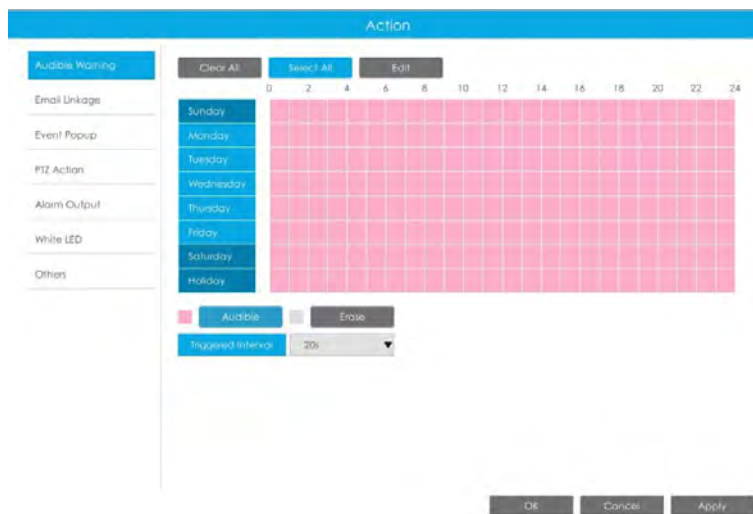 Action
Audible Warning
Email Linkage
Event Popup
PTZ Action
Alarm Output
White LED
Others
Clear All Select All Edit
0 2 4 6 8 10 12 14 16 18 20 22 24
Sunday
Monday
Tuesday
Wednesday
Thursday
Friday
Saturday
Holiday
Audible Erase
Triggered Interval 20s
OK Cancel Apply